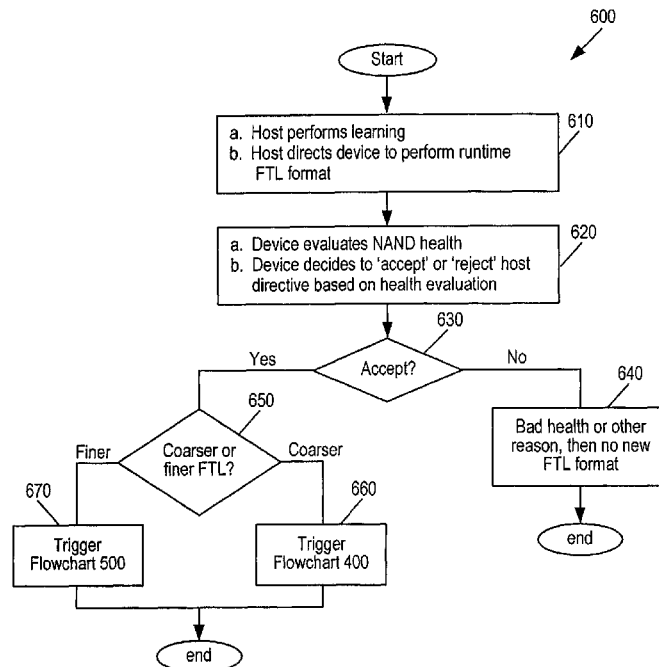 600
Start
610
a. Host performs learning
b. Host directs device to perform runtime
FTL format
620
a. Device evaluates NAND health
b. Device decides to 'accept' or 'reject' host
directive based on health evaluation
630
Yes
Accept?
No
640
Bad health or other
reason, then no new
FTL format
end
650
Finer
Coarser or
finer FTL?
Coarser
670
Trigger
Flowchart 500
660
Trigger
Flowchart 400
end